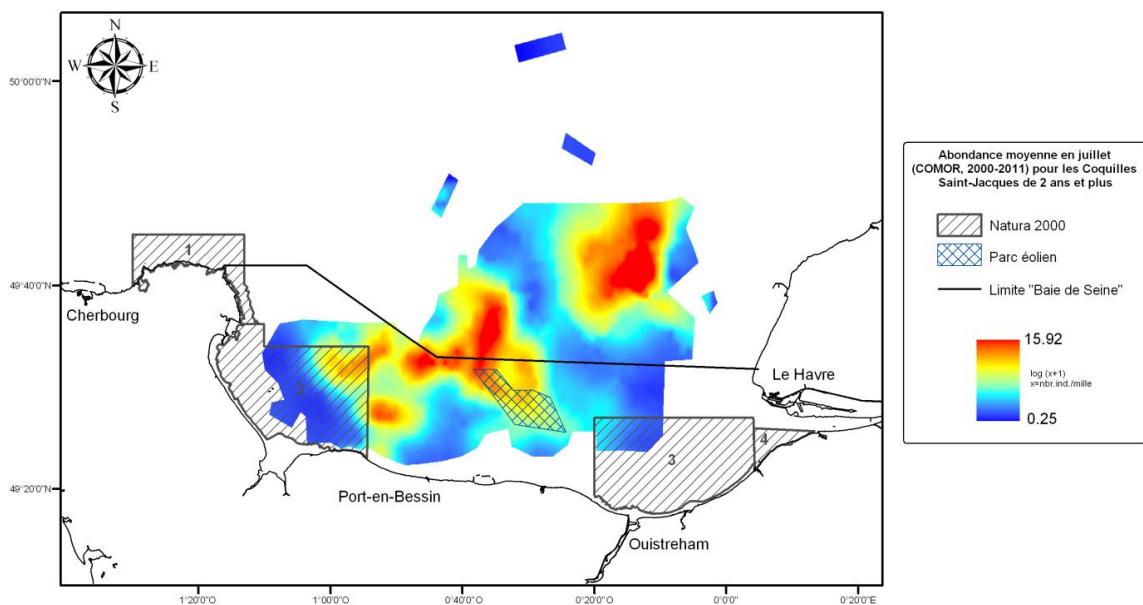 N
W
E
S
50°00'0"N
49°40'0"N
49°20'0"N
1
2
3
4
Cherbourg
Le Havre
Port-en-Bessin
Ouistreham
1°20'0"O
1°00'0"O
0°40'0"O
0°20'0"O
0°0'0"
0°20'0"E
Abondance moyenne en juillet
(COMOR, 2000-2011) pour les Coquilles
Saint-Jacques de 2 ans et plus
Natura 2000
Parc éolien
Limite "Baie de Seine"
15.92
log (x+1)
x=nbr.ind./mille
0.25